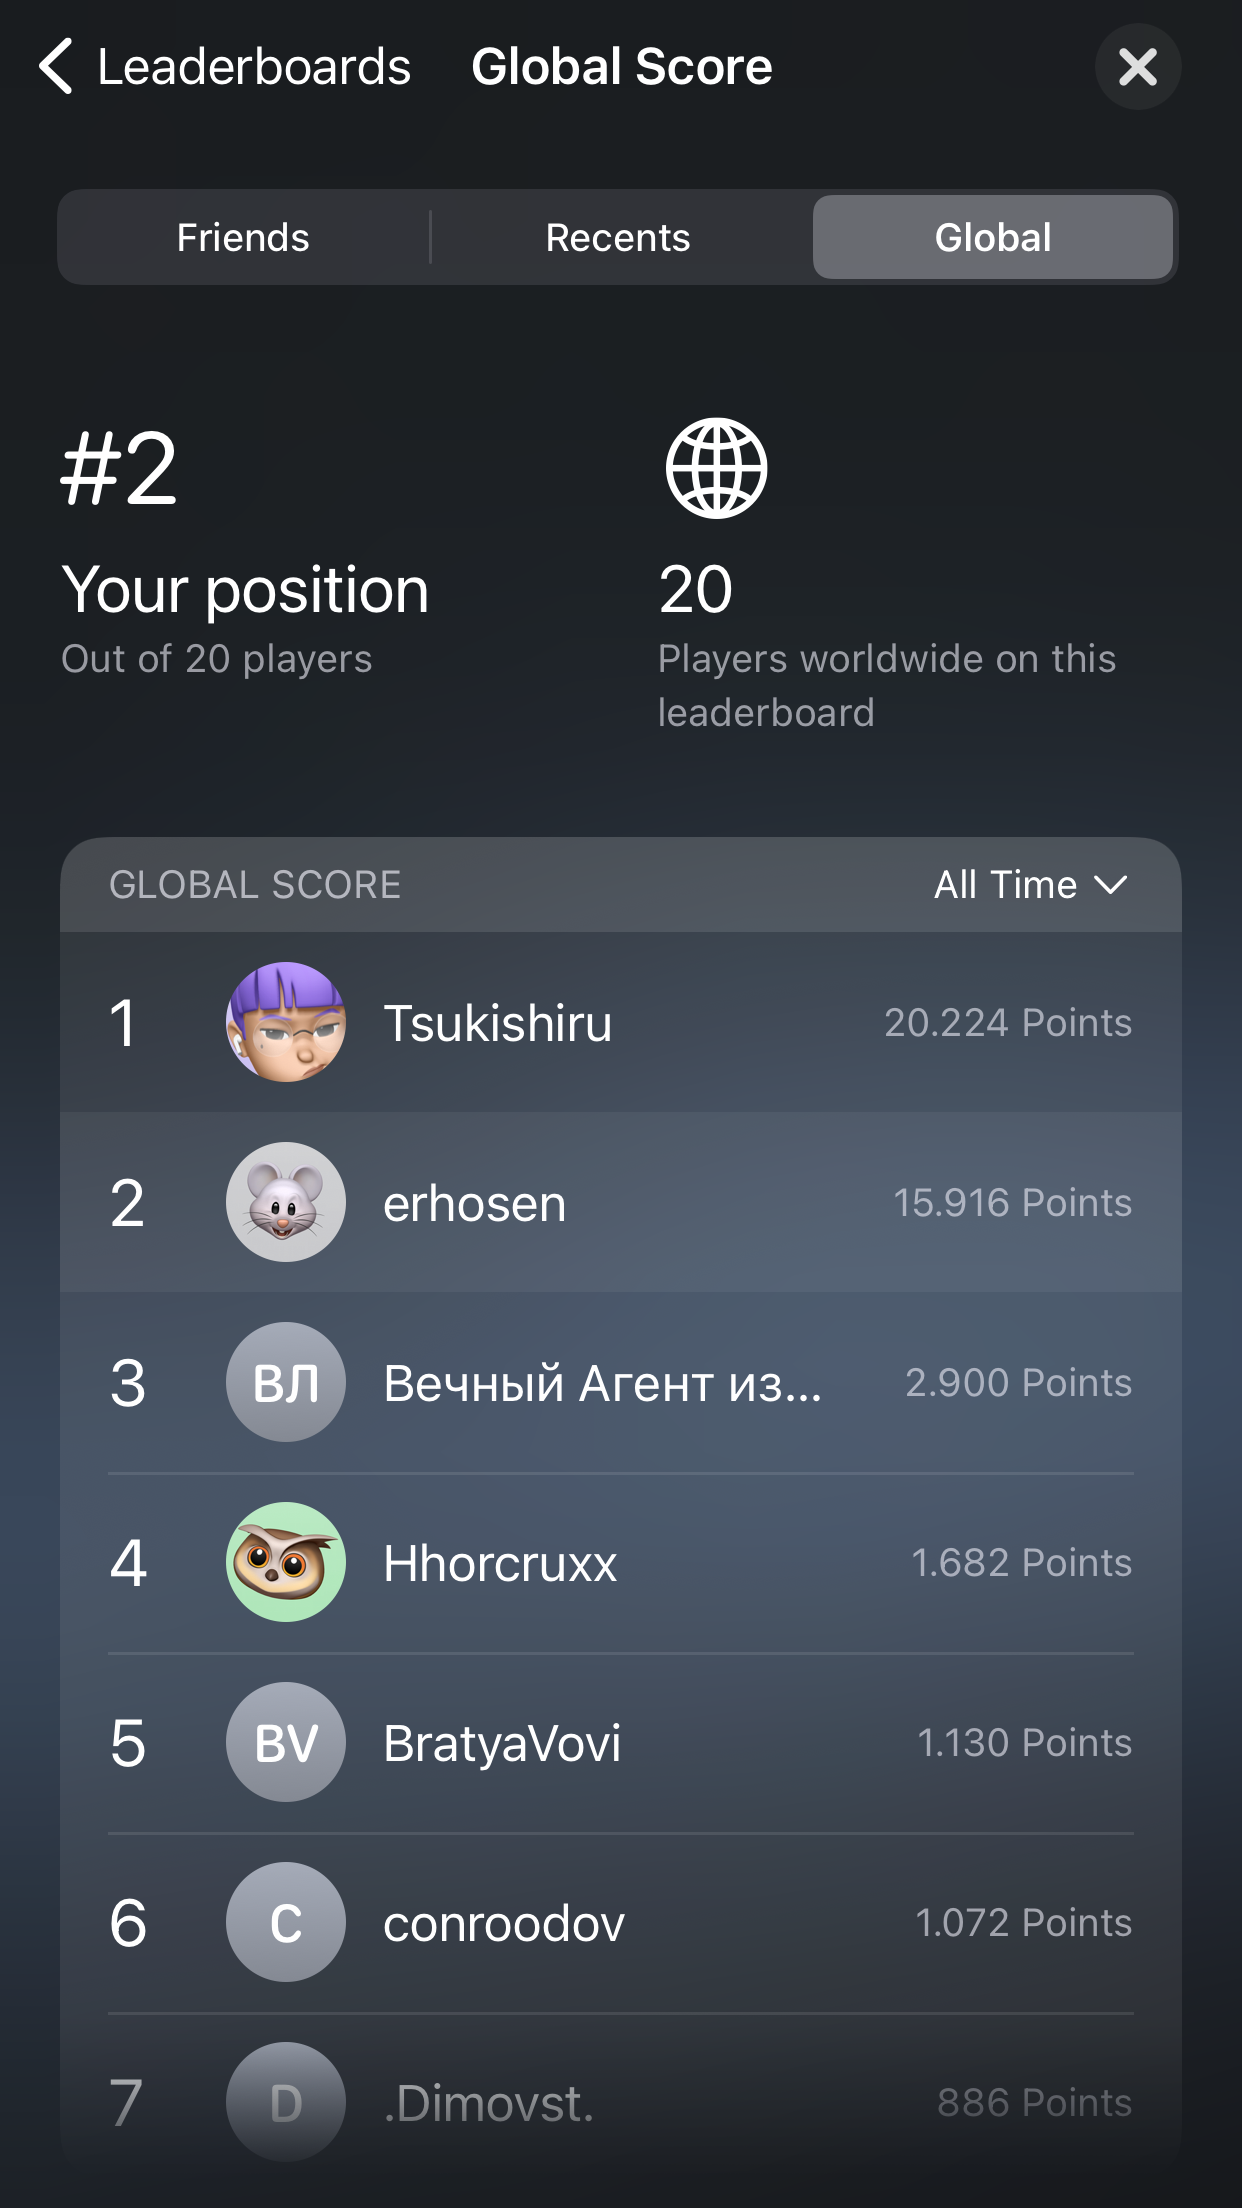 Leaderboards
Global Score
Friends
Recents
Global
#2
Your position
Out of 20 players
20
Players worldwide on this
leaderboard
GLOBAL SCORE
All Time
1 Tsukishiru 20.224 Points
2 erhosen 15.916 Points
3 ВЛ Вечный Агент из... 2.900 Points
4 Hhorcruxx 1.682 Points
5 BV BratyaVovi 1.130 Points
6 C conroodov 1.072 Points
7 D .Dimovst. 886 Points